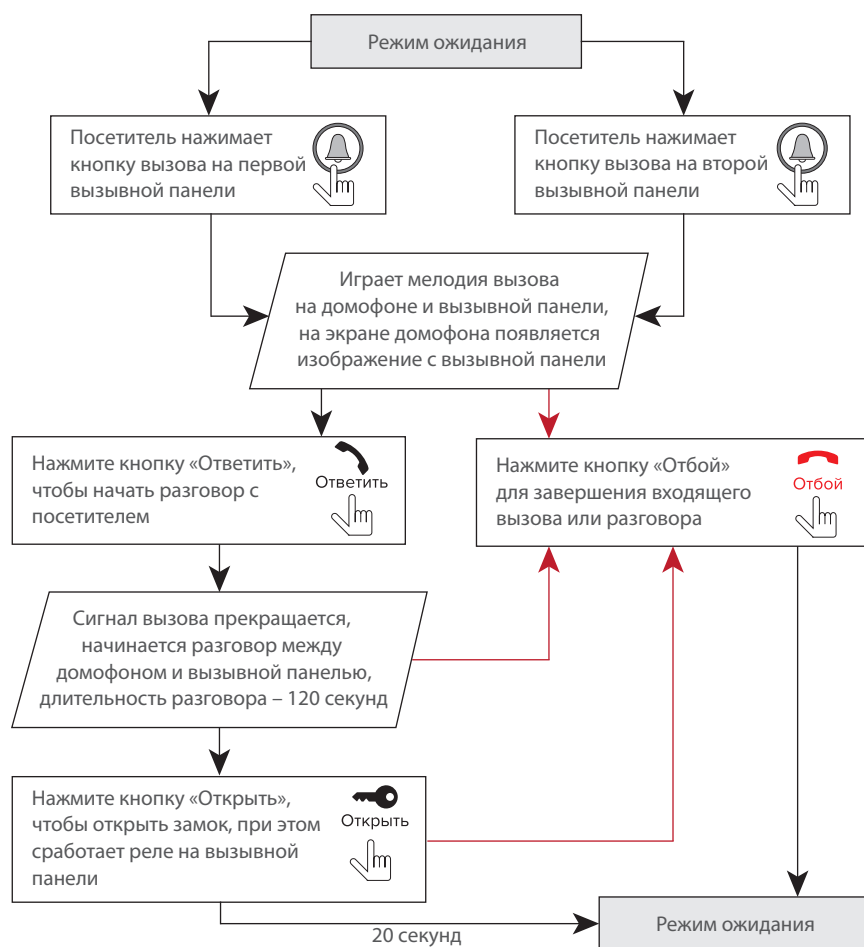 Режим ожидания
Посетитель нажимает
кнопку вызова на первой
вызывной панели
Посетитель нажимает
кнопку вызова на второй
вызывной панели
Играет мелодия вызова
на домофоне и вызывной панели,
на экране домофона появляется
изображение с вызывной панели
Нажмите кнопку «Ответить»,
чтобы начать разговор с
посетителем
Ответить
Нажмите кнопку «Отбой»
для завершения входящего
вызова или разговора
Отбой
Сигнал вызова прекращается,
начинается разговор между
домофоном и вызывной панелью,
длительность разговора – 120 секунд
Нажмите кнопку «Открыть»,
чтобы открыть замок, при этом
сработает реле на вызывной
панели
Открыть
20 секунд
Режим ожидания